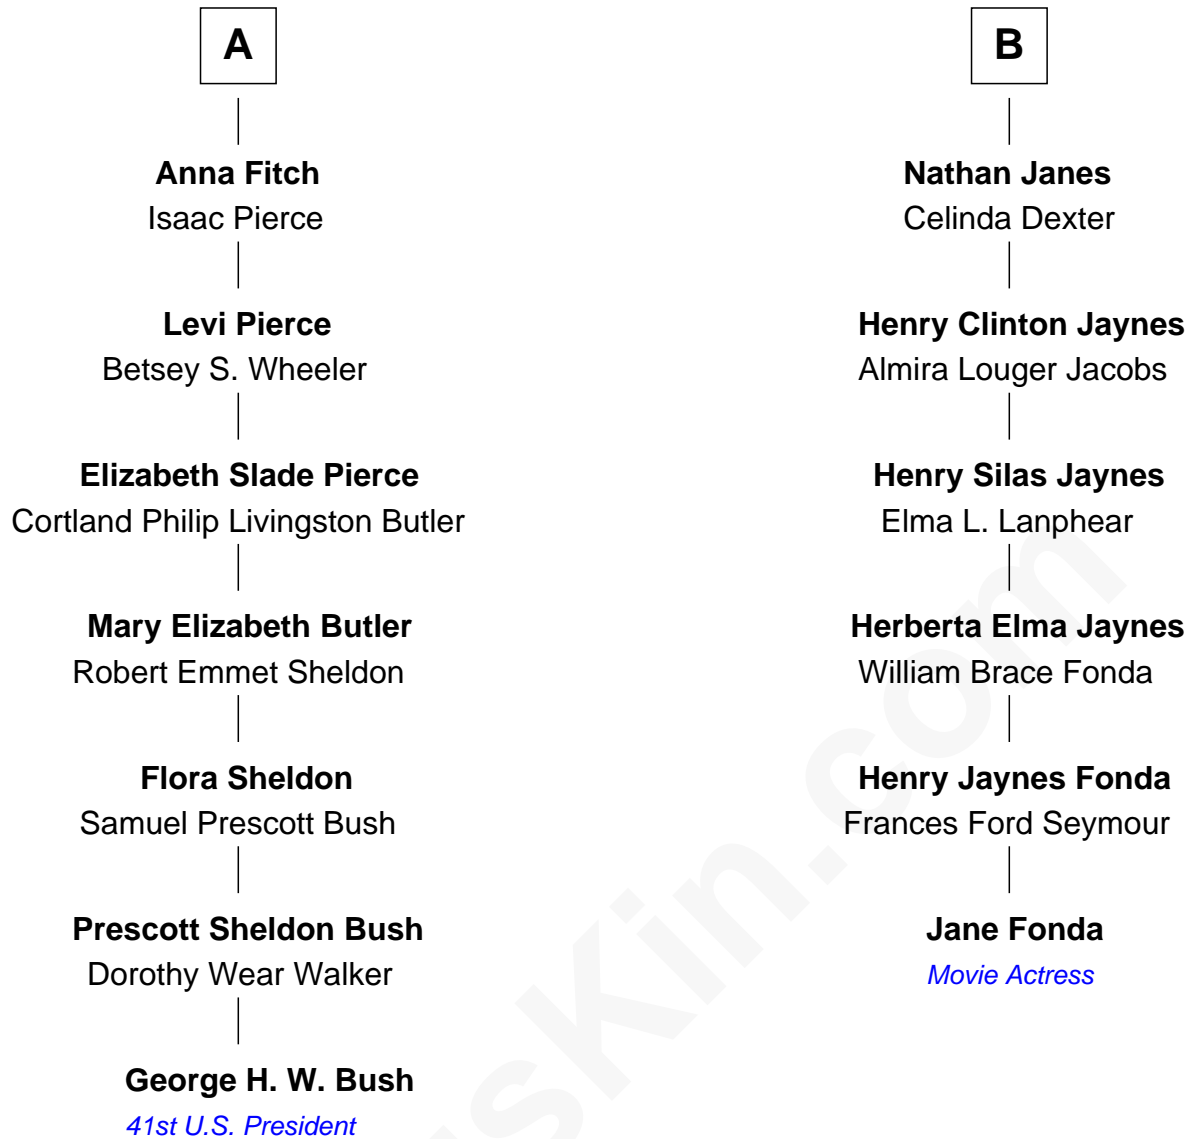 A
Anna Fitch
Isaac Pierce
Levi Pierce
Betsey S. Wheeler
Elizabeth Slade Pierce
Cortland Philip Livingston Butler
Mary Elizabeth Butler
Robert Emmet Sheldon
Flora Sheldon
Samuel Prescott Bush
Prescott Sheldon Bush
Dorothy Wear Walker
George H. W. Bush
41st U.S. President
B
Nathan Janes
Celinda Dexter
Henry Clinton Jaynes
Almira Louger Jacobs
Henry Silas Jaynes
Elma L. Lanphear
Herberta Elma Jaynes
William Brace Fonda
Henry Jaynes Fonda
Frances Ford Seymour
Jane Fonda
Movie Actress